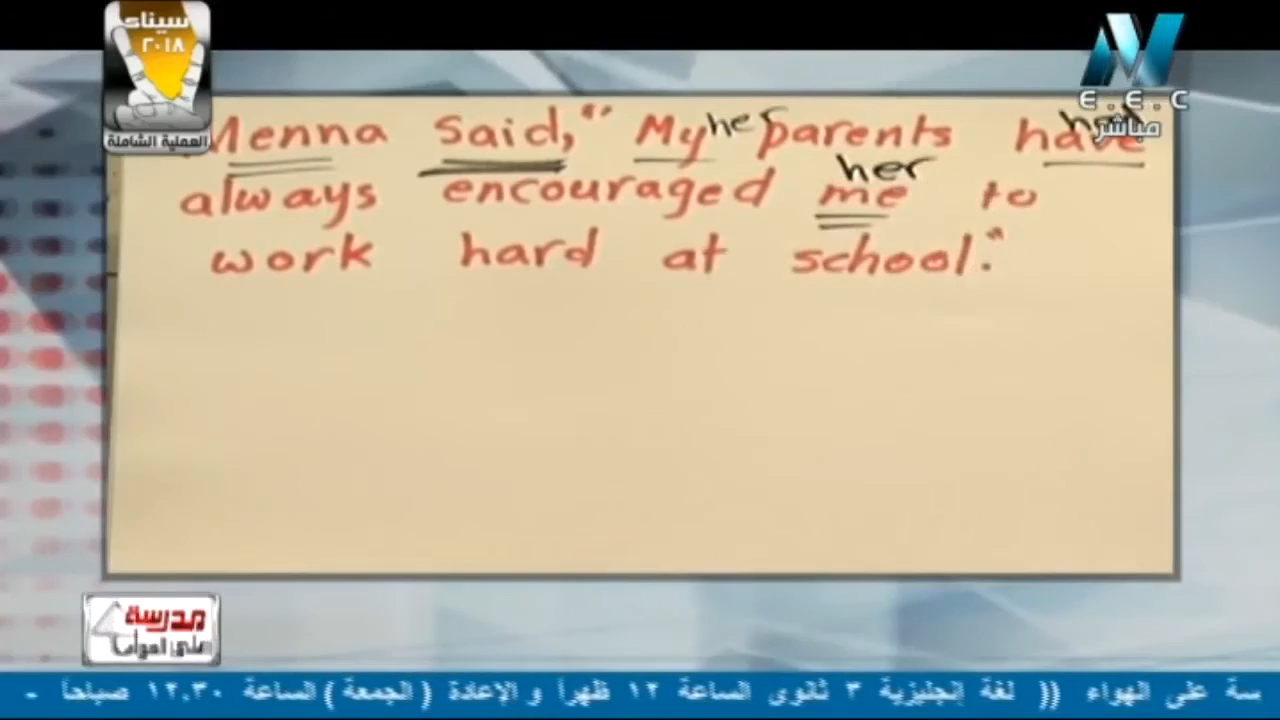 سيناء
٢٠١٨
العملية الشاملة
E.E.C
مباشر
Menna Said, "My her parents have had
always encouraged me her to
work hard at school."
مدرسة
على الهواء
سة على الهواء )) لغة إنجليزية ٣ ثانوى الساعة ١٢ ظهراً والإعادة (الجمعة) الساعة ١٢,٣٠ صباحاً -